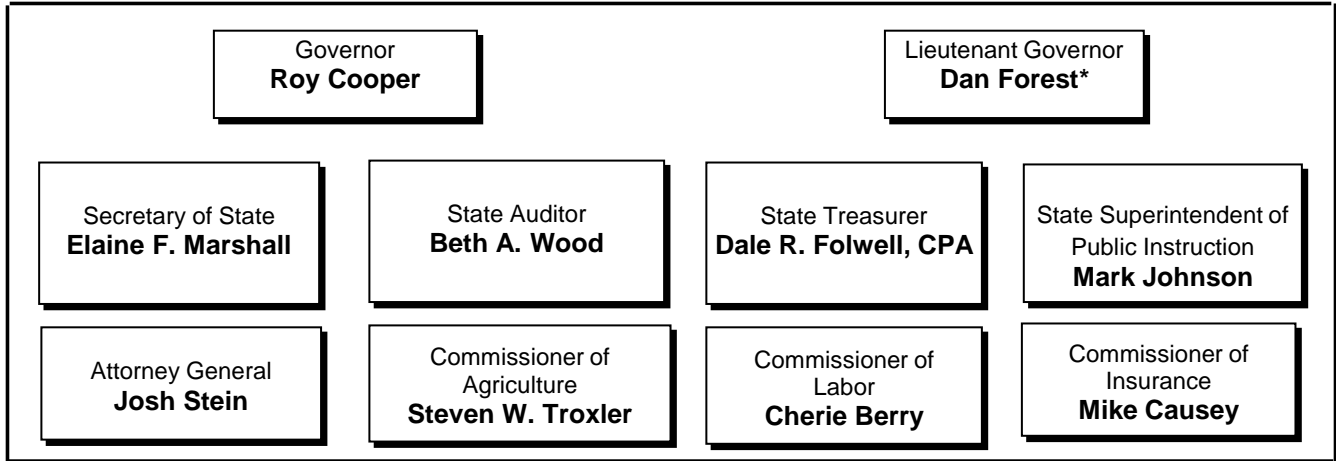 Governor
Roy Cooper
Lieutenant Governor
Dan Forest*
Secretary of State
Elaine F. Marshall
State Auditor
Beth A. Wood
State Treasurer
Dale R. Folwell, CPA
State Superintendent of
Public Instruction
Mark Johnson
Attorney General
Josh Stein
Commissioner of
Agriculture
Steven W. Troxler
Commissioner of
Labor
Cherie Berry
Commissioner of
Insurance
Mike Causey